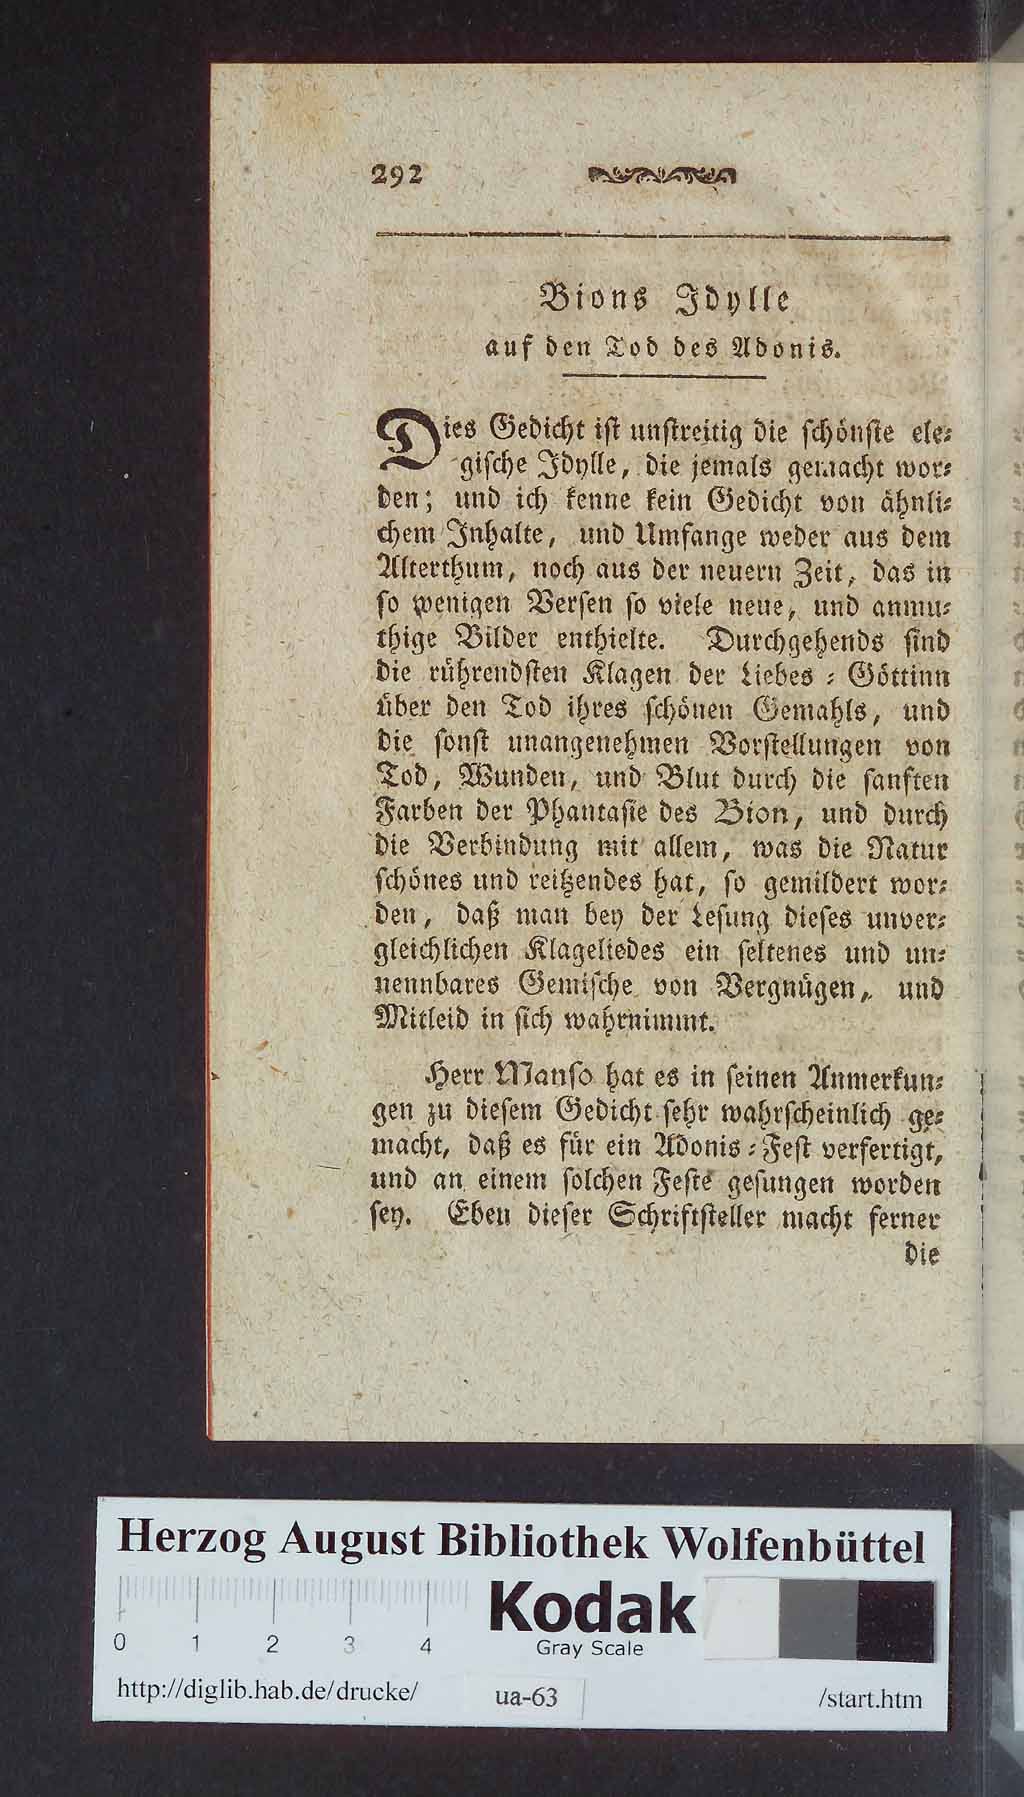 292
Bions Idylle
auf den Tod des Adonis.
Dies Gedicht ist unstreitig die schönste ele-
gische Idylle, die jemals gemacht wor-
den; und ich kenne kein Gedicht von ähnli-
chem Inhalte, und Umfange weder aus dem
Alterthum, noch aus der neuern Zeit, das in
so wenigen Versen so viele neue, und anmu-
thige Bilder enthielte. Durchgehends sind
die rührendsten Klagen der Liebes-Göttinn
über den Tod ihres schönen Gemahls, und
die sonst unangenehmen Vorstellungen von
Tod, Wunden, und Blut durch die sanften
Farben der Phantasie des Bion, und durch
die Verbindung mit allem, was die Natur
schönes und reitzendes hat, so gemildert wor-
den, daß man bey der Lesung dieses unver-
gleichlichen Klageliedes ein seltenes und un-
nennbares Gemische von Vergnügen, und
Mitleid in sich wahrnimmt.
Herr Manso hat es in seinen Anmerkun-
gen zu diesem Gedicht sehr wahrscheinlich ge-
macht, daß es für ein Adonis-Fest verfertigt,
und an einem solchen Feste gesungen worden
sey. Eben dieser Schriftsteller macht ferner
die
Herzog August Bibliothek Wolfenbüttel
Kodak
0 1 2 3 4
Gray Scale
http://diglib.hab.de/drucke/ ua-63 /start.htm